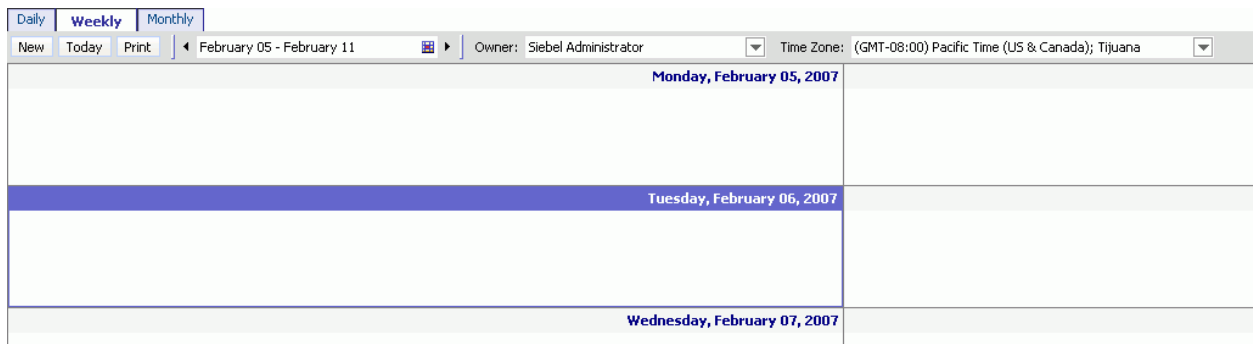 Daily Weekly Monthly
New Today Print February 05 - February 11 Owner: Siebel Administrator Time Zone: (GMT-08:00) Pacific Time (US & Canada); Tijuana
Monday, February 05, 2007
Tuesday, February 06, 2007
Wednesday, February 07, 2007